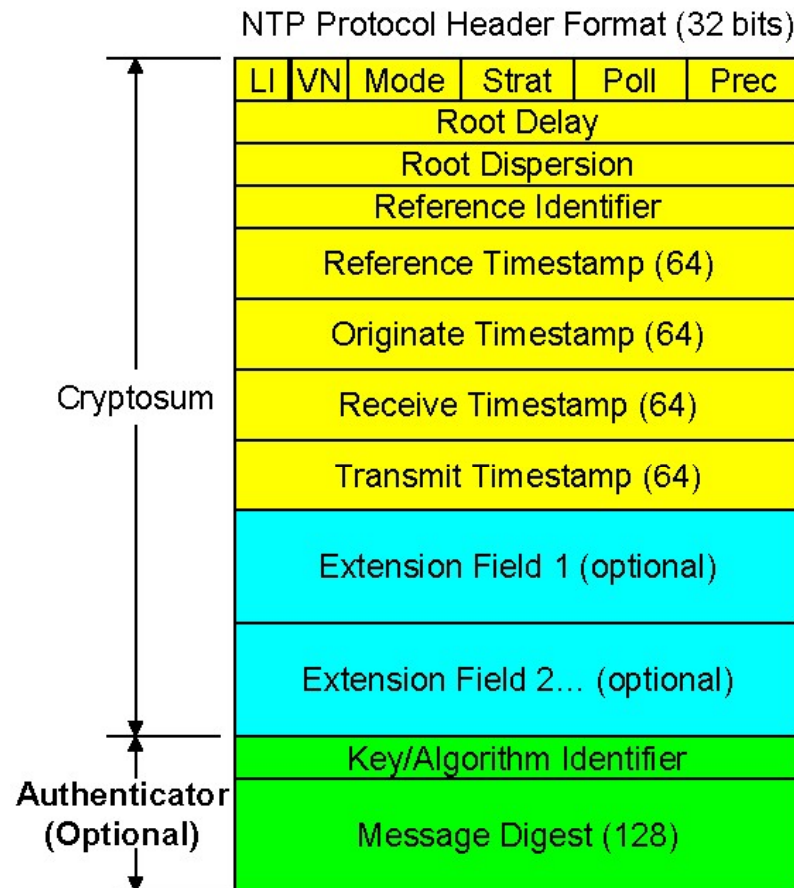 NTP Protocol Header Format (32 bits)
LI VN Mode Strat Poll Prec
Root Delay
Root Dispersion
Reference Identifier
Reference Timestamp (64)
Originate Timestamp (64)
Cryptosum
Receive Timestamp (64)
Transmit Timestamp (64)
Extension Field 1 (optional)
Extension Field 2... (optional)
Key/Algorithm Identifier
Authenticator
(Optional)
Message Digest (128)